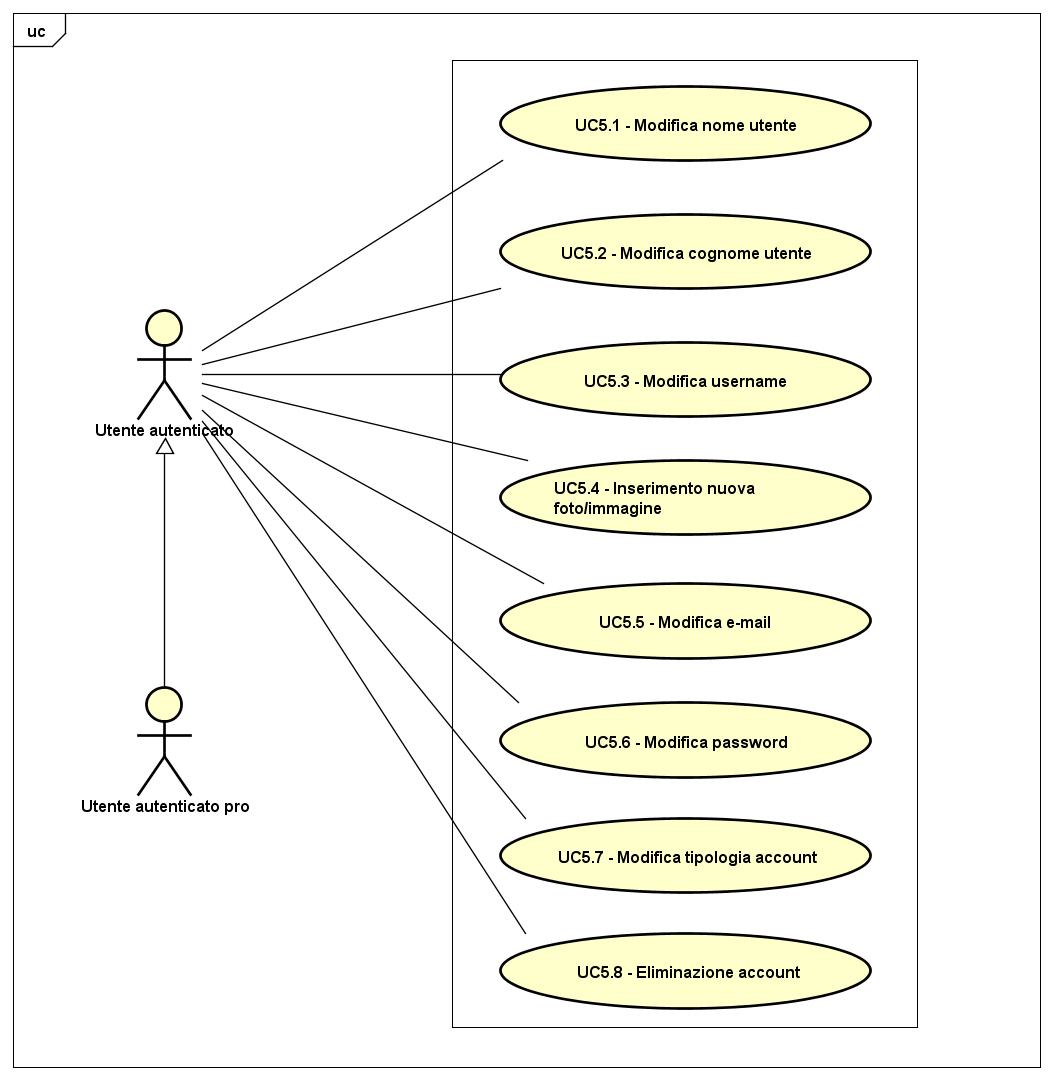 uc
UC5.1 - Modifica nome utente
UC5.2 - Modifica cognome utente
UC5.3 - Modifica username
Utente autenticato
UC5.4 - Inserimento nuova
foto/immagine
UC5.5 - Modifica e-mail
UC5.6 - Modifica password
Utente autenticato pro
UC5.7 - Modifica tipologia account
UC5.8 - Eliminazione account